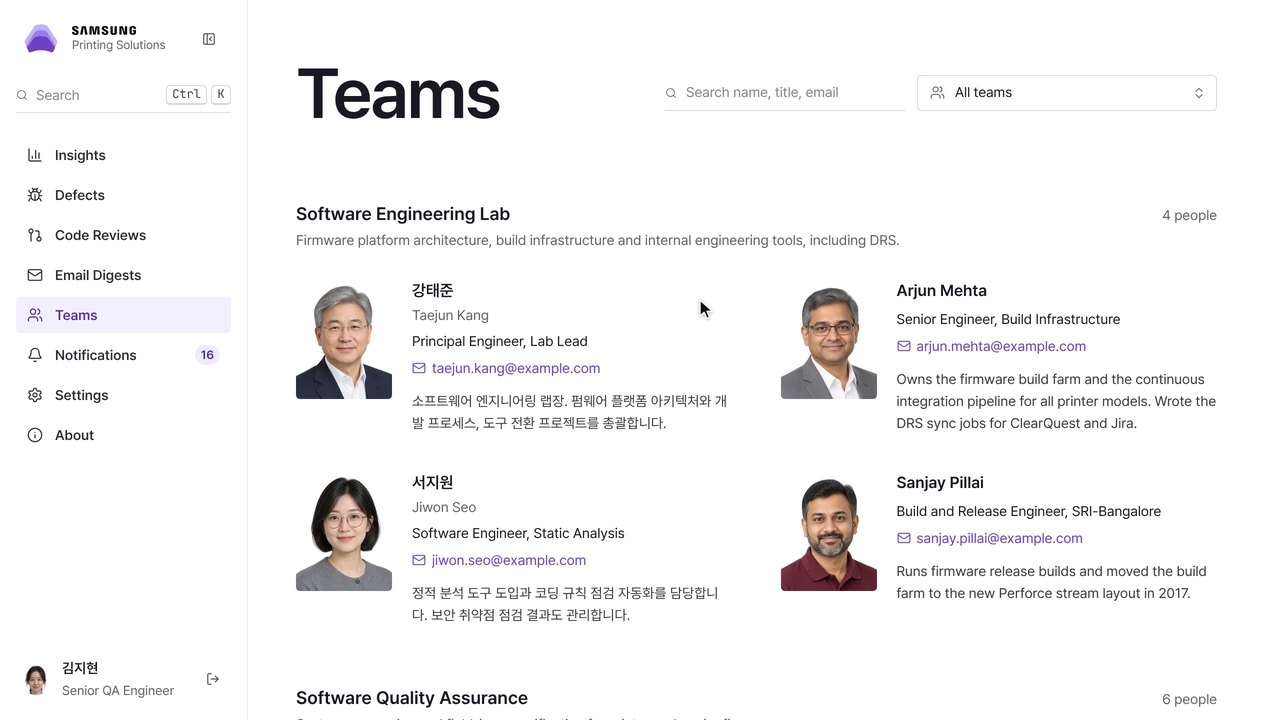 SAMSUNG
Printing Solutions
Search
Ctrl
K
Insights
Defects
Code Reviews
Email Digests
Teams
Notifications
16
Settings
About
김지현
Senior QA Engineer
Teams
Search name, title, email
All teams
Software Engineering Lab
4 people
Firmware platform architecture, build infrastructure and internal engineering tools, including DRS.
강태준
Taejun Kang
Principal Engineer, Lab Lead
taejun.kang@example.com
소프트웨어 엔지니어링 랩장. 펌웨어 플랫폼 아키텍처와 개
발 프로세스, 도구 전환 프로젝트를 총괄합니다.
Arjun Mehta
Senior Engineer, Build Infrastructure
arjun.mehta@example.com
Owns the firmware build farm and the continuous
integration pipeline for all printer models. Wrote the
DRS sync jobs for ClearQuest and Jira.
서지원
Jiwon Seo
Software Engineer, Static Analysis
jiwon.seo@example.com
정적 분석 도구 도입과 코딩 규칙 점검 자동화를 담당합니
다. 보안 취약점 점검 결과도 관리합니다.
Sanjay Pillai
Build and Release Engineer, SRI-Bangalore
sanjay.pillai@example.com
Runs firmware release builds and moved the build
farm to the new Perforce stream layout in 2017.
Software Quality Assurance
6 people